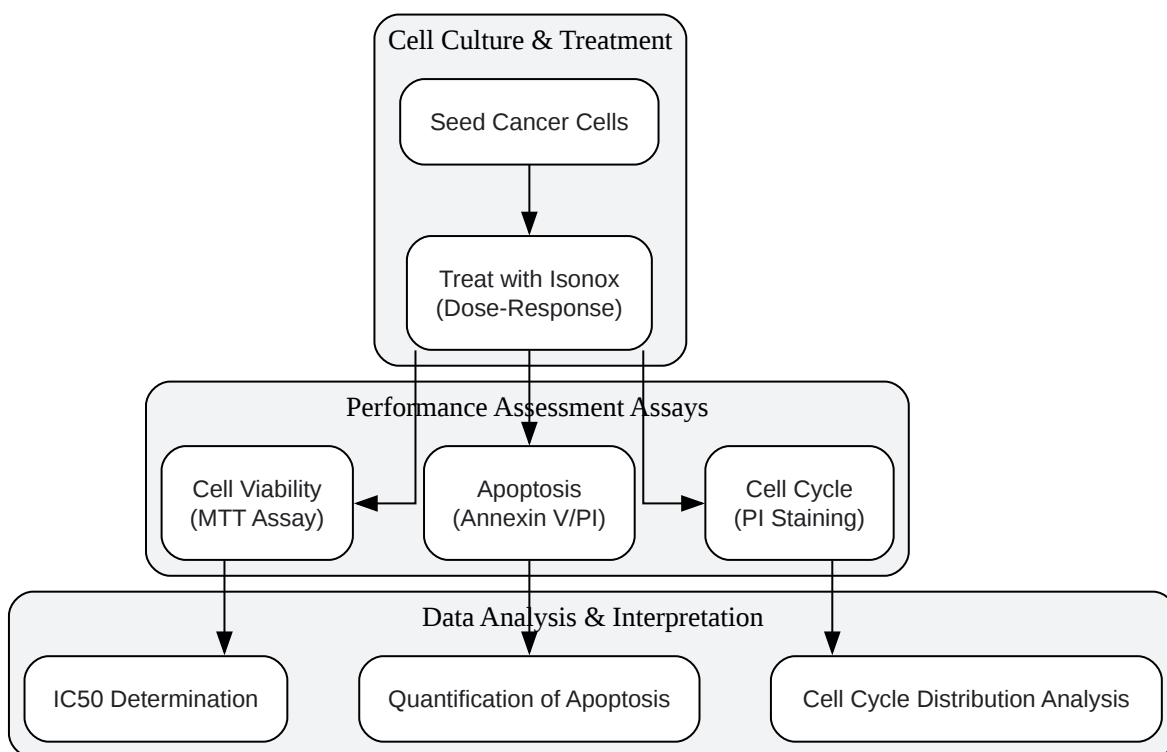 Cell Culture & Treatment
Seed Cancer Cells
Treat with Isonox
(Dose-Response)
Performance Assessment Assays
Cell Viability
(MTT Assay)
Apoptosis
(Annexin V/PI)
Cell Cycle
(PI Staining)
Data Analysis & Interpretation
IC50 Determination
Quantification of Apoptosis
Cell Cycle Distribution Analysis